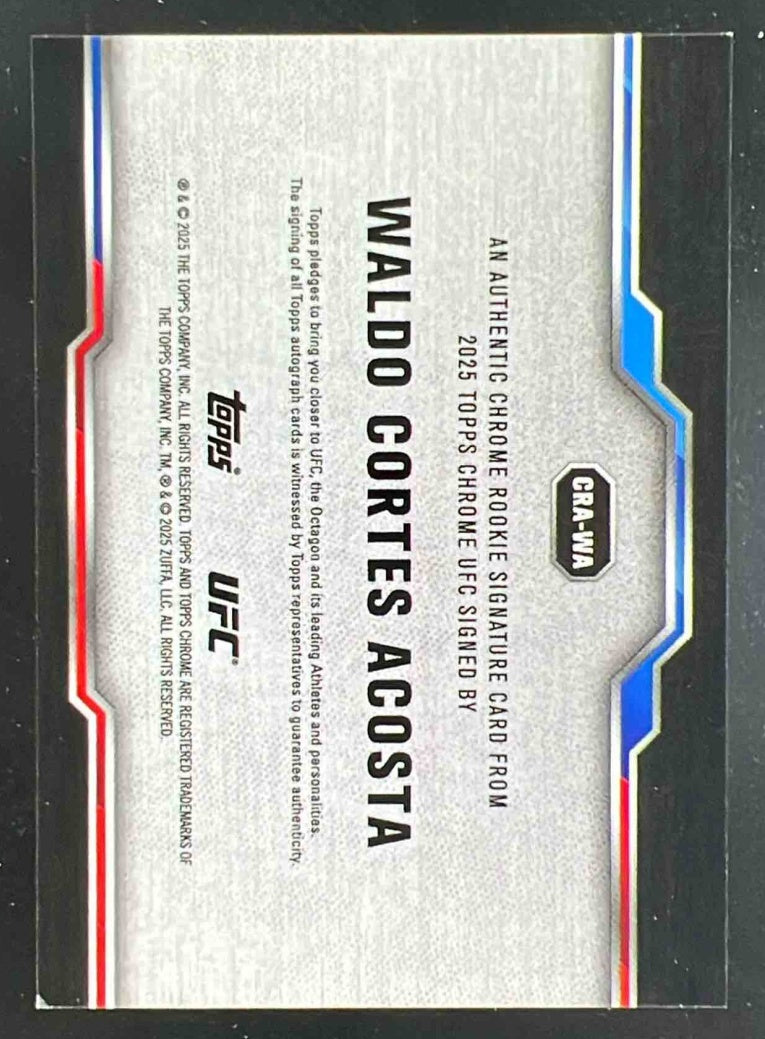 CRA-WA
AN AUTHENTIC CHROME ROOKIE SIGNATURE CARD FROM
2025 TOPPS CHROME UFC SIGNED BY
WALDO CORTES ACOSTA
Topps pledges to bring you closer to UFC, the Octagon and its leading Athletes and personalities.
The signing of all Topps autograph cards is witnessed by Topps representatives to guarantee authenticity.
topps® UFC®
® & © 2025 THE TOPPS COMPANY, INC. ALL RIGHTS RESERVED. TOPPS AND TOPPS CHROME ARE REGISTERED TRADEMARKS OF
THE TOPPS COMPANY, INC. TM, ® & © 2025 ZUFFA, LLC. ALL RIGHTS RESERVED.